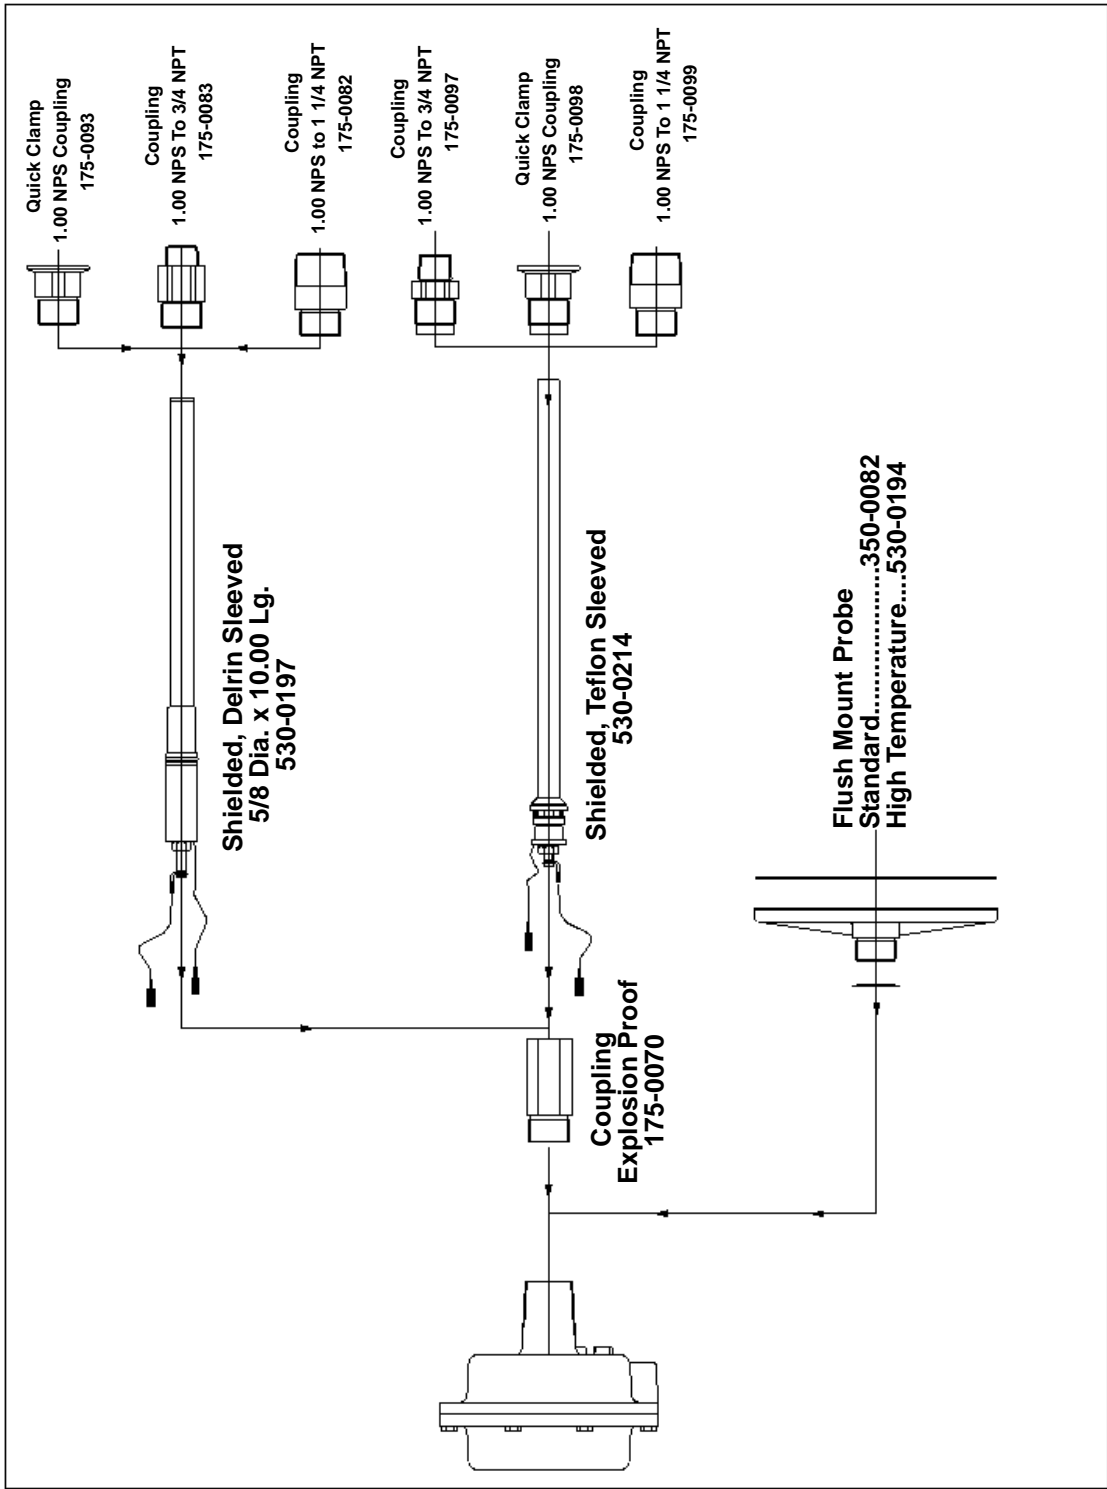 Quick Clamp
1.00 NPS Coupling
175-0093
Coupling
1.00 NPS To 3/4 NPT
175-0083
Coupling
1.00 NPS to 1 1/4 NPT
175-0082
Coupling
1.00 NPS To 3/4 NPT
175-0097
Quick Clamp
1.00 NPS Coupling
175-0098
Coupling
1.00 NPS To 1 1/4 NPT
175-0099
Shielded, Delrin Sleeved
5/8 Dia. x 10.00 Lg.
530-0197
Shielded, Teflon Sleeved
530-0214
Flush Mount Probe
Standard......................350-0082
High Temperature....530-0194
Coupling
Explosion Proof
175-0070